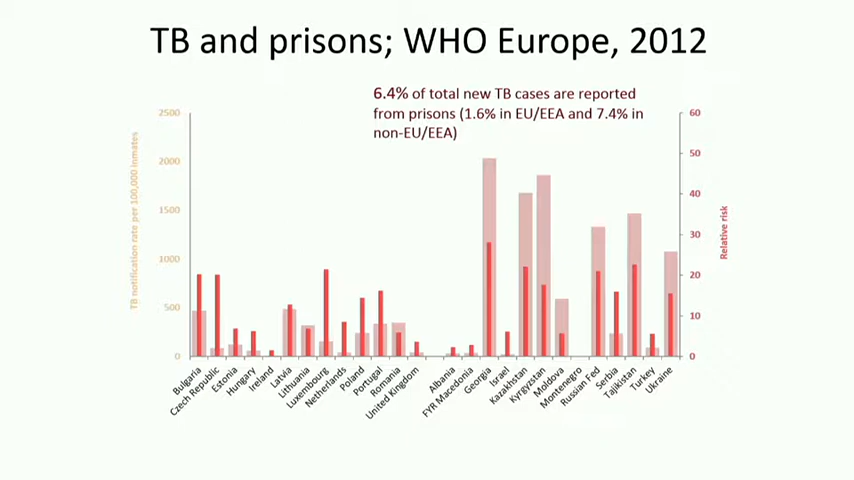 TB and prisons; WHO Europe, 2012
6.4% of total new TB cases are reported
from prisons (1.6% in EU/EEA and 7.4% in
non-EU/EEA)
TB notification rate per 100,000 inmates
2500
2000
1500
1000
500
0
60
50
40
30
20
10
0
Relative risk
Bulgaria
Czech Republic
Estonia
Hungary
Ireland
Latvia
Lithuania
Luxembourg
Netherlands
Poland
Portugal
Romania
United Kingdom
Albania
FYR Macedonia
Georgia
Israel
Kazakhstan
Kyrgyzstan
Moldova
Montenegro
Russian Fed
Serbia
Tajikistan
Turkey
Ukraine